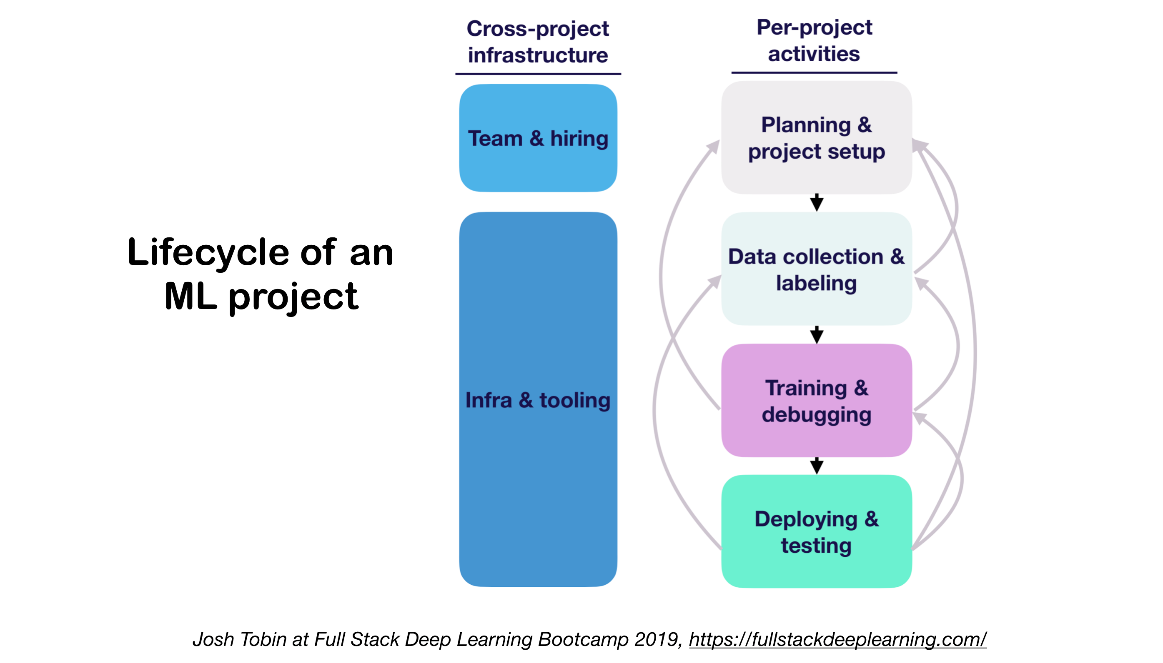 Cross-project
infrastructure
Per-project
activities
Team & hiring
Planning &
project setup
Lifecycle of an
ML project
Data collection &
labeling
Infra & tooling
Training &
debugging
Deploying &
testing
Josh Tobin at Full Stack Deep Learning Bootcamp 2019, https://fullstackdeeplearning.com/